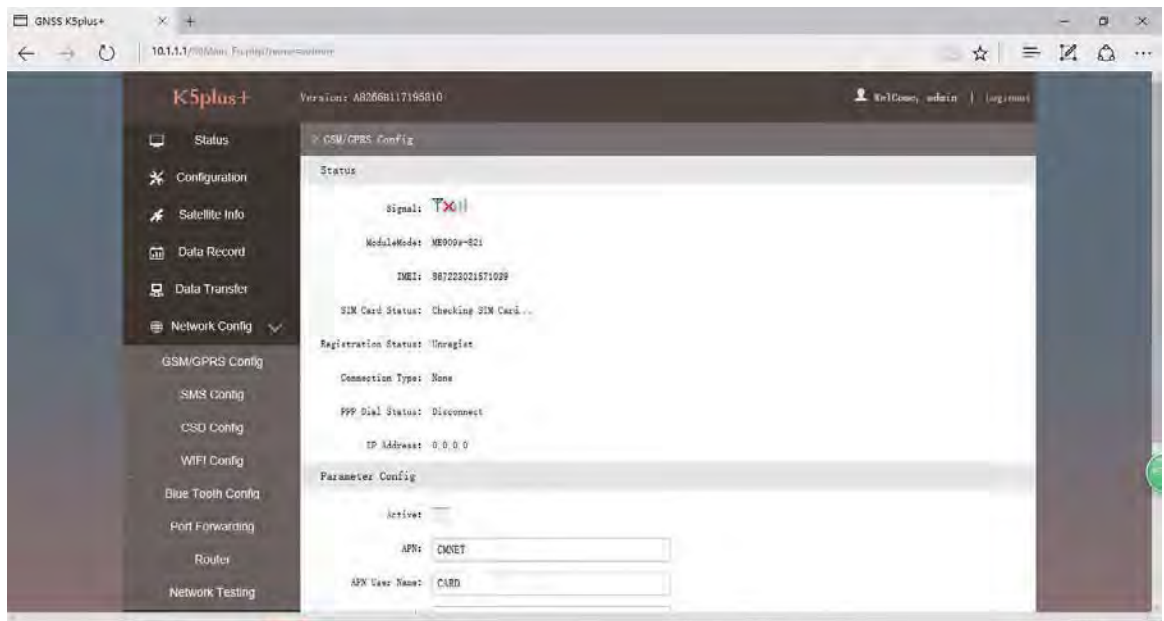 GNSS K5plus+
10.1.1.1/
K5plus+
Version: A82668117195810
WelCome, admin | Loginout
Status
Configuration
Satellite Info
Data Record
Data Transfer
Network Config
GSM/GPRS Config
SMS Config
CSD Config
WIFI Config
Blue Tooth Config
Port Forwarding
Router
Network Testing
> GSM/GPRS Config
Status
Signal:
ModuleMode: ME909s-821
IMEI: 867223021571039
SIM Card Status: Checking SIM Card...
Registration Status: Unregist
Connection Type: None
PPP Dial Status: Disconnect
IP Address: 0.0.0.0
Parameter Config
Active:
APN: CMNET
APN User Name: CARD